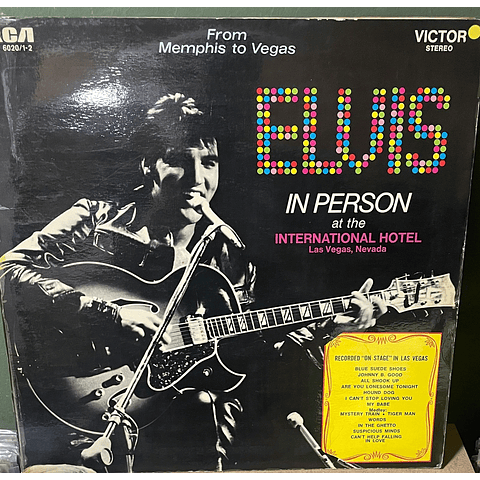 RCA
6020/1-2
From
Memphis to Vegas
VICTOR
STEREO
ELVIS
IN PERSON
at the
INTERNATIONAL HOTEL
Las Vegas, Nevada
RECORDED "ON STAGE" IN LAS VEGAS
BLUE SUEDE SHOES
JOHNNY B. GOOD
ALL SHOOK UP
ARE YOU LONESOME TONIGHT
HOUND DOG
I CAN'T STOP LOVING YOU
MY BABE
Medley:
MYSTERY TRAIN • TIGER MAN
WORDS
IN THE GHETTO
SUSPICIOUS MINDS
CAN'T HELP FALLING
IN LOVE